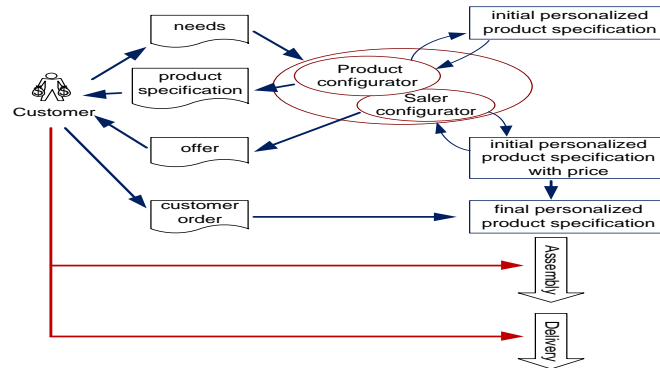 needs
initial personalized
product specification
product
specification
Product
configurator
Customer
Saler
configurator
offer
initial personalized
product specification
with price
customer
order
final personalized
product specification
Assembly
Delivery